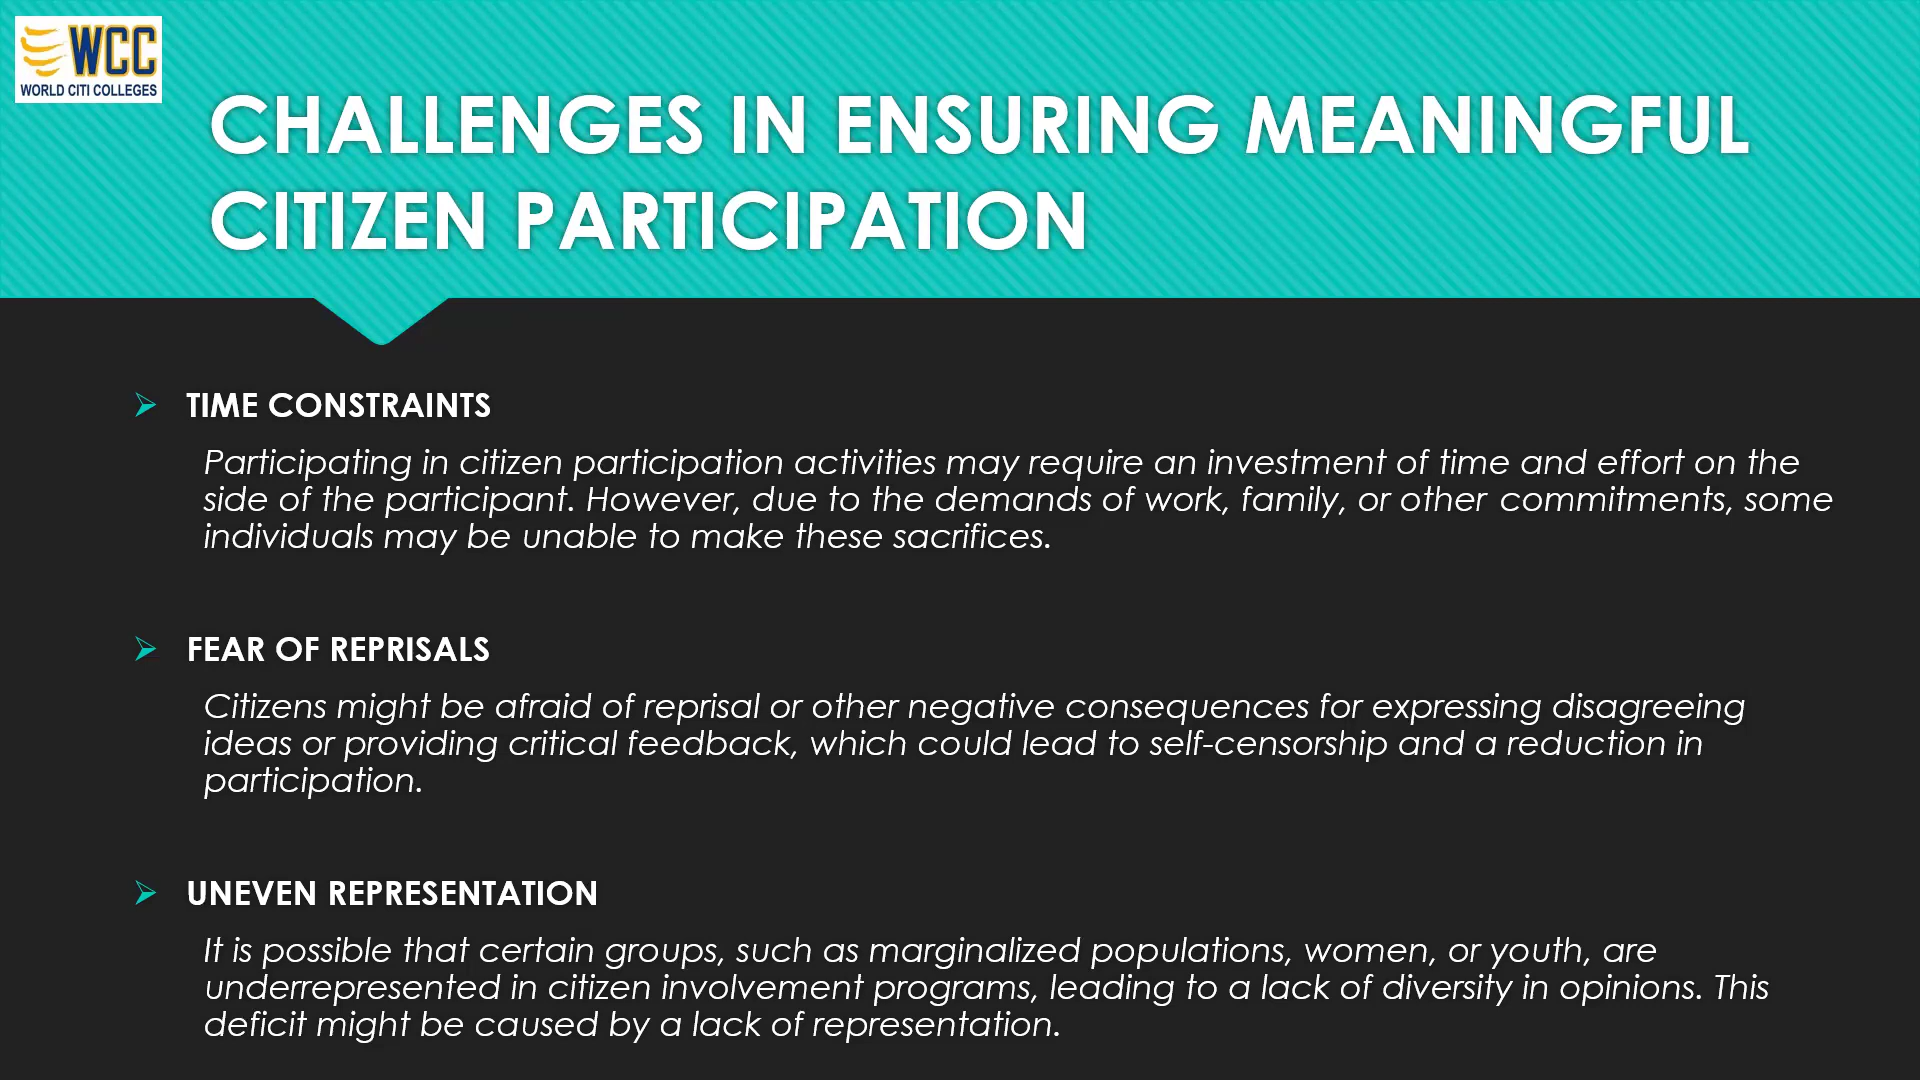 WCC
WORLD CITI COLLEGES
CHALLENGES IN ENSURING MEANINGFUL
CITIZEN PARTICIPATION
TIME CONSTRAINTS
Participating in citizen participation activities may require an investment of time and effort on the
side of the participant. However, due to the demands of work, family, or other commitments, some
individuals may be unable to make these sacrifices.
FEAR OF REPRISALS
Citizens might be afraid of reprisal or other negative consequences for expressing disagreeing
ideas or providing critical feedback, which could lead to self-censorship and a reduction in
participation.
UNEVEN REPRESENTATION
It is possible that certain groups, such as marginalized populations, women, or youth, are
underrepresented in citizen involvement programs, leading to a lack of diversity in opinions. This
deficit might be caused by a lack of representation.